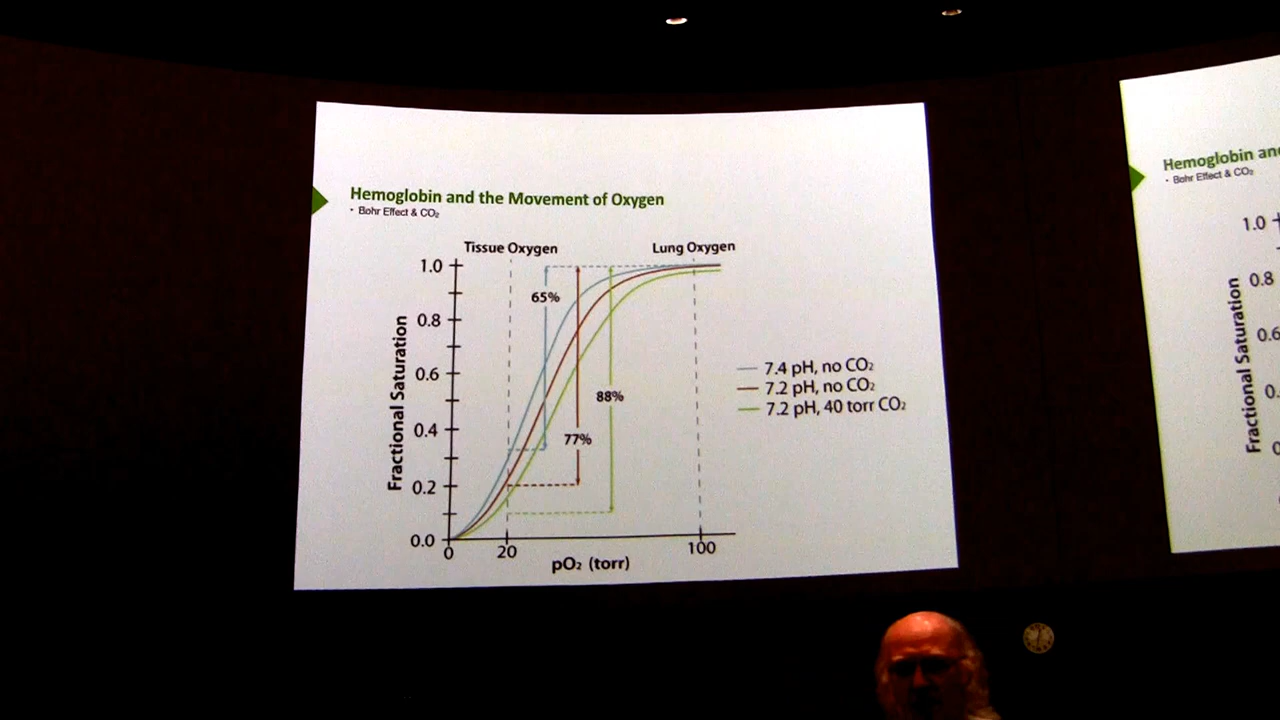 Hemoglobin and the Movement of Oxygen
• Bohr Effect & CO₂
Tissue Oxygen
Lung Oxygen
1.0
65%
0.8
0.6
88%
0.4
77%
0.2
0.0
0
20
100
Fractional Saturation
pO₂ (torr)
7.4 pH, no CO₂
7.2 pH, no CO₂
7.2 pH, 40 torr CO₂
Hemoglobin
• Bohr Effect & CO₂
1.0
0.8
0.6
Fractional Saturation